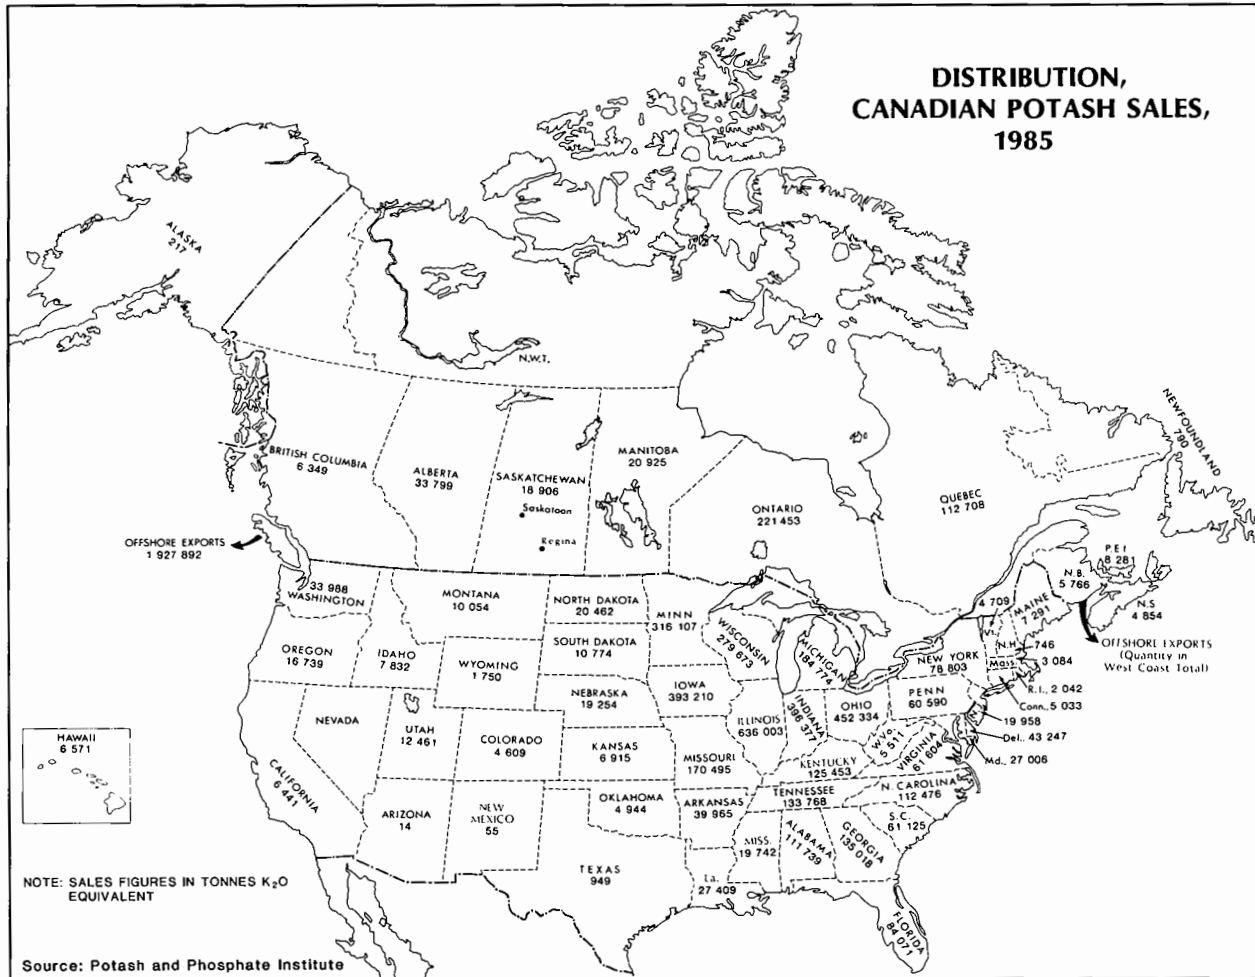 DISTRIBUTION,
CANADIAN POTASH SALES,
1985
ALASKA
217
N.W.T.
NEWFOUNDLAND
790
BRITISH COLUMBIA
6 349
ALBERTA
33 799
SASKATCHEWAN
18 906
Saskatoon
Regina
MANITOBA
20 925
ONTARIO
221 453
QUEBEC
112 708
OFFSHORE EXPORTS
1 927 892
P.E.I
8 281
N.B.
5 766
N.S
4 854
OFFSHORE EXPORTS
(Quantity in
West Coast Total)
33 988
WASHINGTON
MONTANA
10 054
NORTH DAKOTA
20 462
MINN
316 107
WISCONSIN
279 673
MICHIGAN
184 774
4 709
Vt.
MAINE
7 291
N.H.
746
NEW YORK
78 803
Mass.
3 084
R.I., 2 042
Conn., 5 033
OREGON
16 739
IDAHO
7 832
WYOMING
1 750
SOUTH DAKOTA
10 774
NEBRASKA
19 254
IOWA
393 210
ILLINOIS
636 003
INDIANA
396 377
OHIO
452 334
PENN
60 590
N.J.
19 958
Del., 43 247
Md., 27 006
NEVADA
UTAH
12 461
COLORADO
4 609
KANSAS
6 915
MISSOURI
170 495
KENTUCKY
125 453
W.Va.
5 511
VIRGINIA
61 604
HAWAII
6 571
CALIFORNIA
6 441
ARIZONA
14
NEW
MEXICO
55
OKLAHOMA
4 944
ARKANSAS
39 965
TENNESSEE
133 768
N. CAROLINA
112 476
S.C.
61 125
TEXAS
949
La.
27 409
MISS.
19 742
ALABAMA
111 739
GEORGIA
135 018
FLORIDA
84 071
NOTE: SALES FIGURES IN TONNES K₂O
EQUIVALENT
Source: Potash and Phosphate Institute